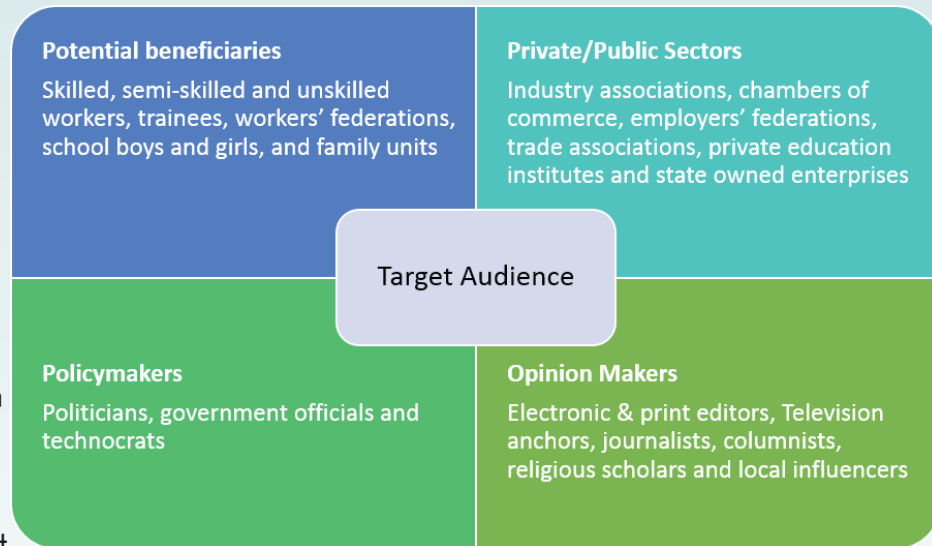 Potential beneficiaries
Skilled, semi-skilled and unskilled
workers, trainees, workers’ federations,
school boys and girls, and family units
Private/Public Sectors
Industry associations, chambers of
commerce, employers’ federations,
trade associations, private education
institutes and state owned enterprises
Target Audience
Policymakers
Politicians, government officials and
technocrats
Opinion Makers
Electronic & print editors, Television
anchors, journalists, columnists,
religious scholars and local influencers